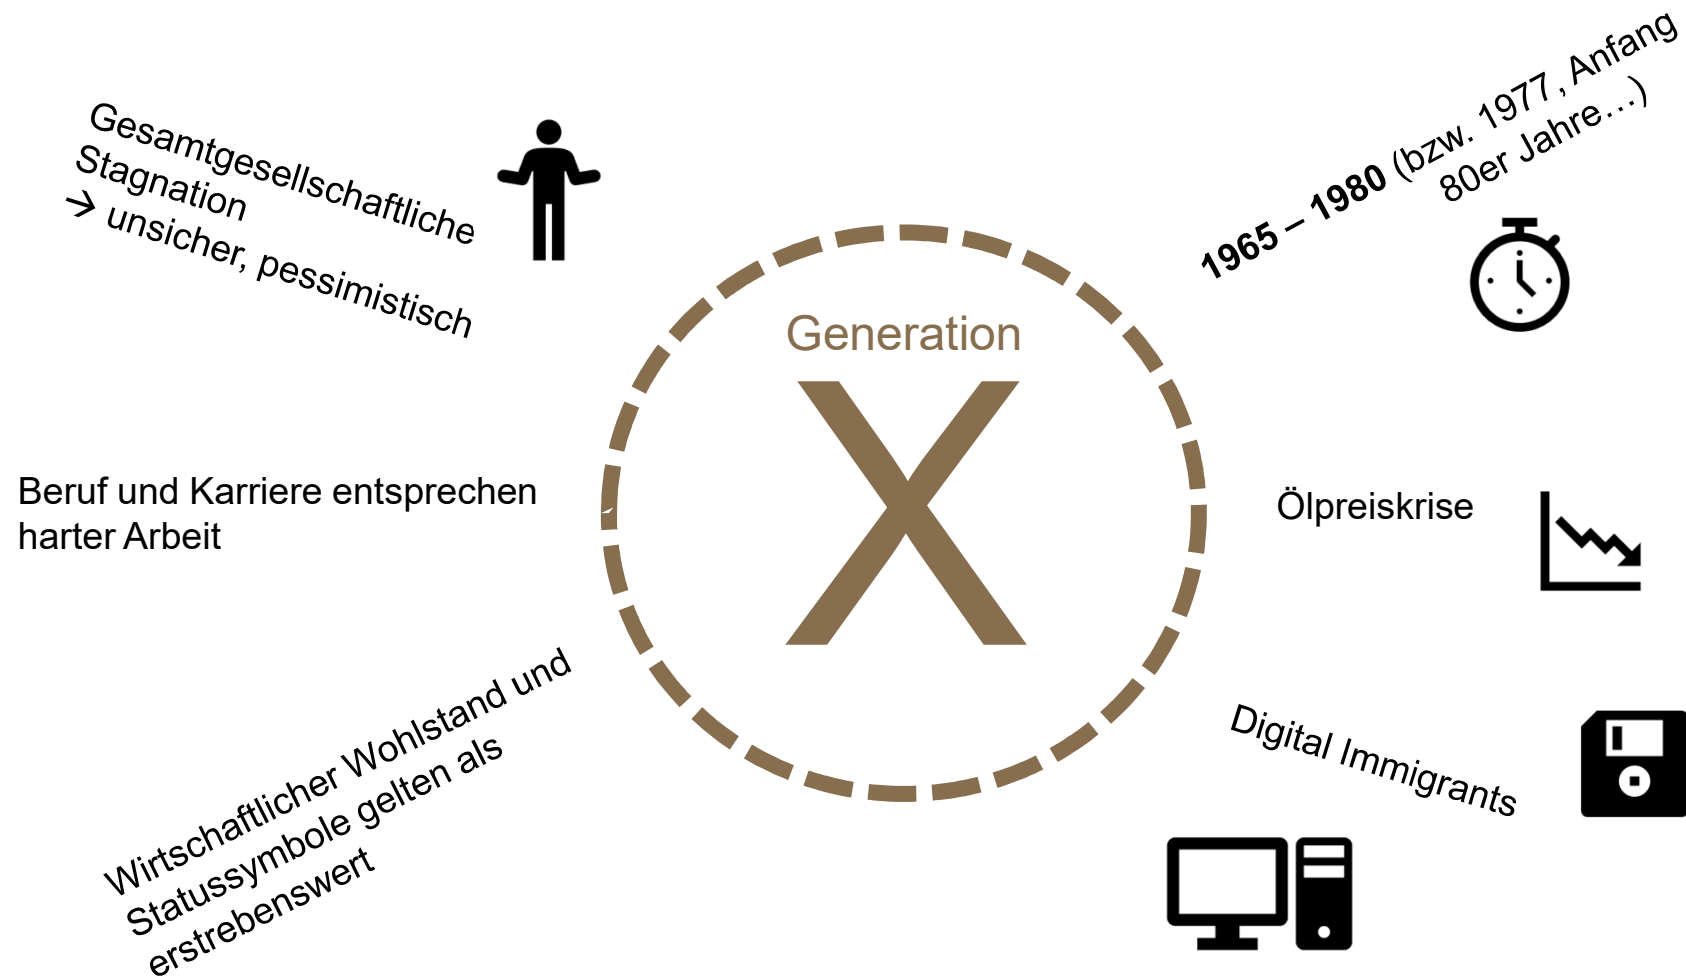 Gesamtgesellschaftliche
Stagnation
→ unsicher, pessimistisch
1965 – 1980 (bzw. 1977, Anfang
80er Jahre…)
Generation
X
Beruf und Karriere entsprechen
harter Arbeit
Ölpreiskrise
Wirtschaftlicher Wohlstand und
Statussymbole gelten als
erstrebenswert
Digital Immigrants